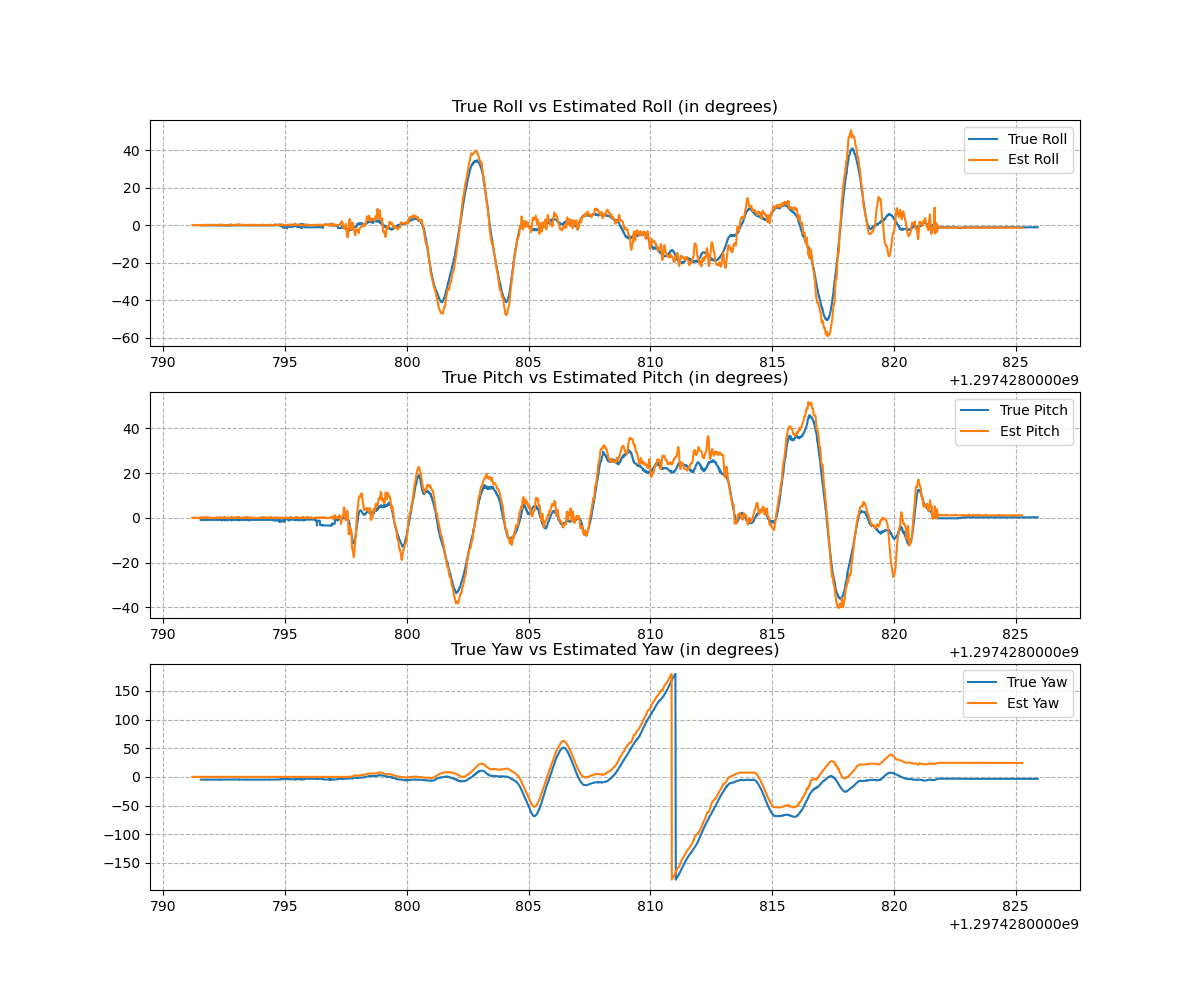 True Roll vs Estimated Roll (in degrees)
40
20
0
−20
−40
−60
True Roll
Est Roll
790 795 800 805 810 815 820 825
+1.2974280000e9
True Pitch vs Estimated Pitch (in degrees)
40
20
0
−20
−40
True Pitch
Est Pitch
790 795 800 805 810 815 820 825
+1.2974280000e9
True Yaw vs Estimated Yaw (in degrees)
150
100
50
0
−50
−100
−150
True Yaw
Est Yaw
790 795 800 805 810 815 820 825
+1.2974280000e9